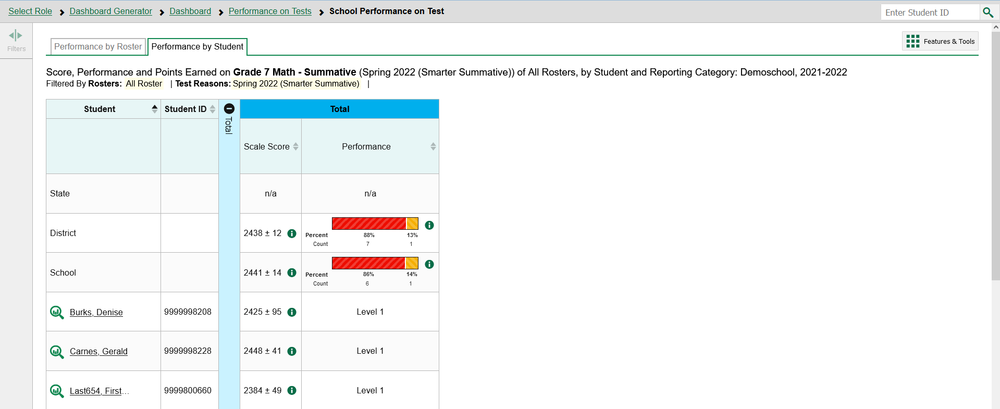 Select Role Dashboard Generator Dashboard Performance on Tests School Performance on Test
Enter Student ID
Filters
Performance by Roster Performance by Student
Features & Tools
Score, Performance and Points Earned on Grade 7 Math - Summative (Spring 2022 (Smarter Summative)) of All Rosters, by Student and Reporting Category: Demoschool, 2021-2022
Filtered By Rosters: All Roster | Test Reasons: Spring 2022 (Smarter Summative) |
Student Student ID Total Total
Scale Score Performance
State n/a n/a
District 2438 ± 12
Percent 88% 13%
Count 7 1
School 2441 ± 14
Percent 86% 14%
Count 6 1
Burks, Denise 9999998208 2425 ± 95 Level 1
Carnes, Gerald 9999998228 2448 ± 41 Level 1
Last654, First… 9999800660 2384 ± 49 Level 1